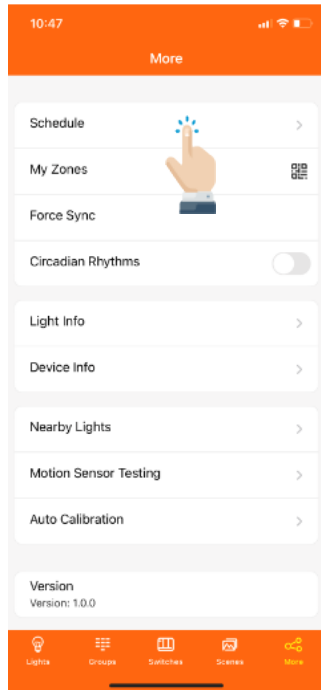 10:47
More
Schedule
My Zones
Force Sync
Circadian Rhythms
Light Info
Device Info
Nearby Lights
Motion Sensor Testing
Auto Calibration
Version
Version: 1.0.0
Lights Groups Switches Scenes More